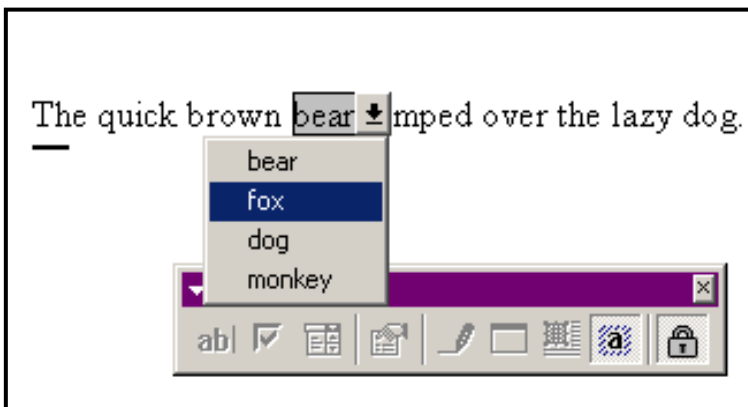 The quick brown bear mped over the lazy dog.
bear
fox
dog
monkey
ab| a